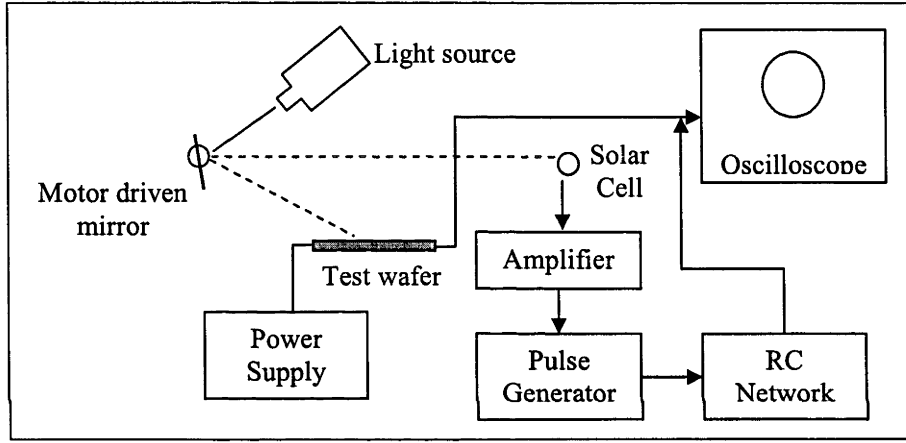 Light source
Oscilloscope
Solar
Cell
Motor driven
mirror
Test wafer
Amplifier
Power
Supply
Pulse
Generator
RC
Network